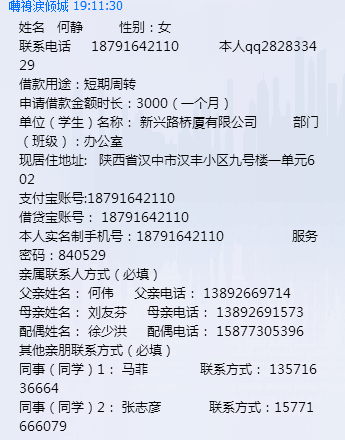 囀鴇淚倾城 19:11:30
姓名 何静 性别：女
联系电话 18791642110 本人qq2828334
29
借款用途：短期周转
申请借款金额时长：3000（一个月）
单位（学生）名称： 新兴路桥厦有限公司 部门
（班级）：办公室
现居住地址: 陕西省汉中市汉丰小区九号楼一单元6
02
支付宝账号:18791642110
借贷宝账号： 18791642110
本人实名制手机号：18791642110 服务
密码：840529
亲属联系人方式（必填）
父亲姓名： 何伟 父亲电话： 13892669714
母亲姓名： 刘友芬 母亲电话： 13892691573
配偶姓名： 徐少洪 配偶电话： 15877305396
其他亲朋联系方式（必填）
同事（同学）1： 马菲 联系方式： 135716
36664
同事（同学）2： 张志彦 联系方式：15771
666079